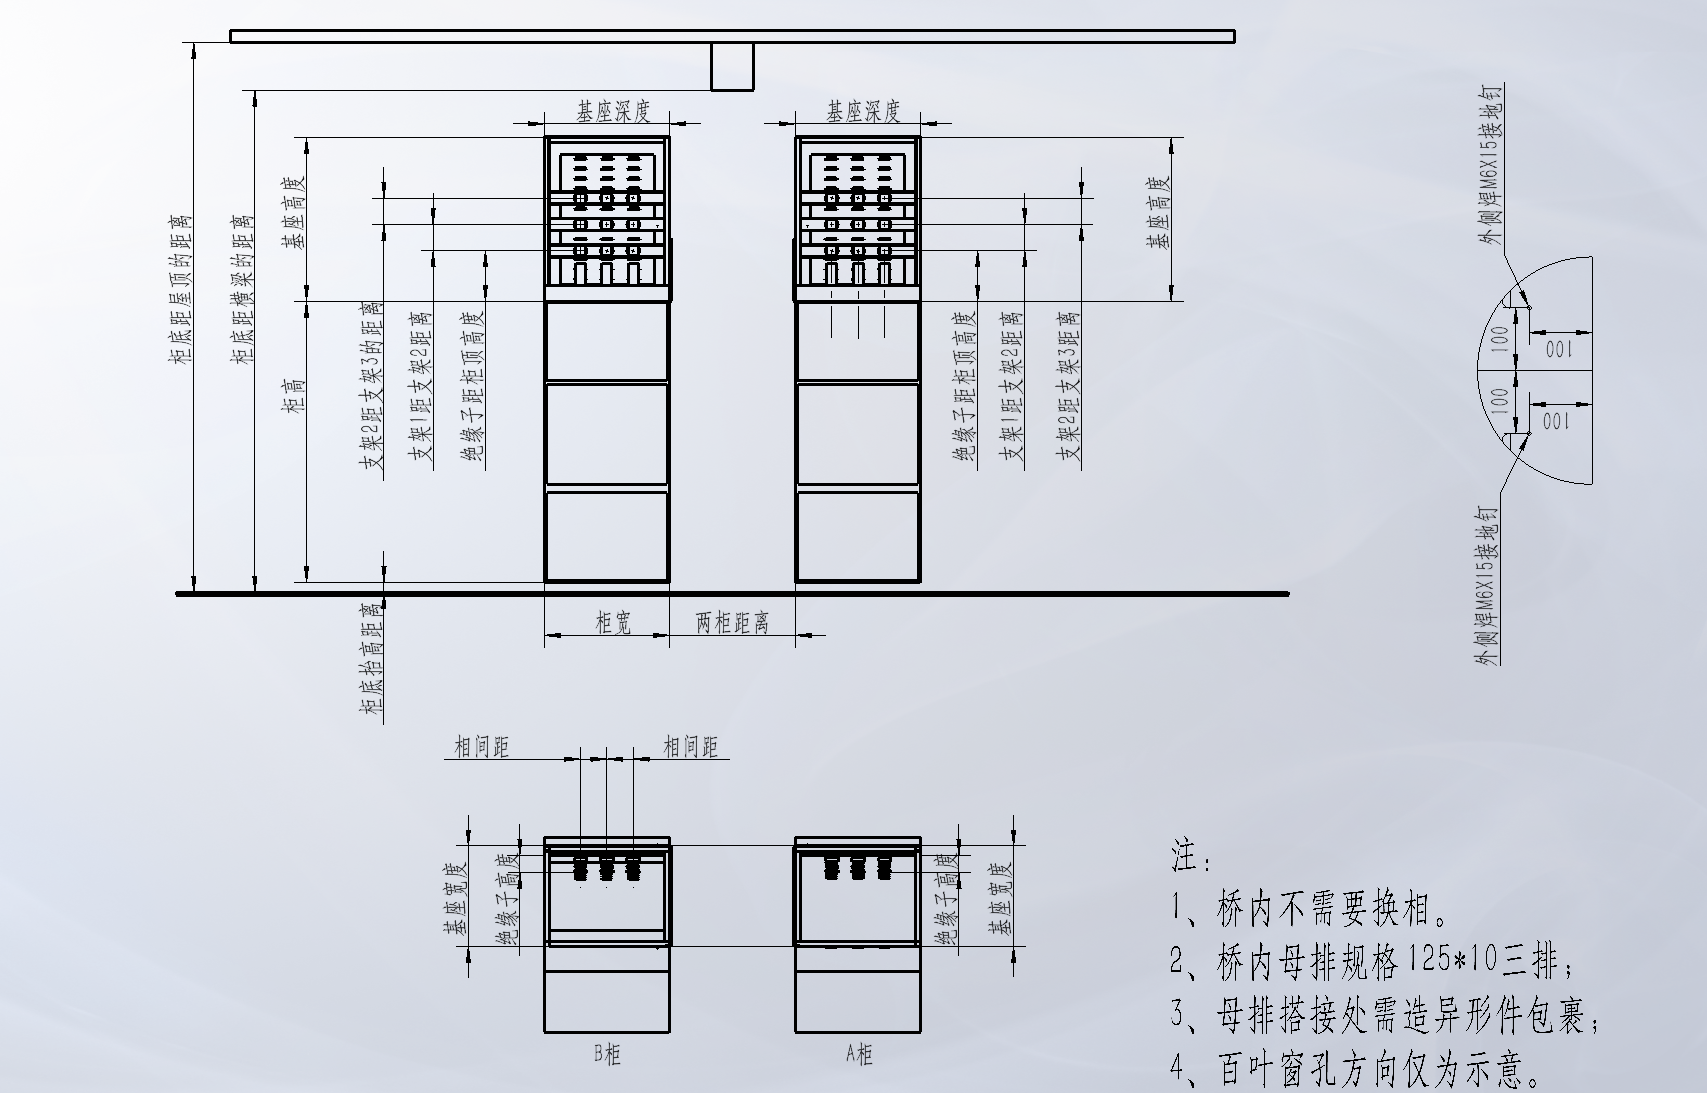 基座深度
基座深度
柜底距屋顶的距离
柜底距横梁的距离
基座高度
柜高
支架2距支架3的距离
支架1距支架2距离
绝缘子距柜顶高度
绝缘子距柜顶高度
支架1距支架2距离
支架2距支架3距离
基座高度
外侧焊M6X15接地钉
100
100
100
100
外侧焊M6X15接地钉
柜底抬高距离
柜宽
两柜距离
相间距
相间距
基座宽度
绝缘子高度
绝缘子高度
基座宽度
B柜
A柜
注：
1、桥内不需要换相。
2、桥内母排规格125*10三排；
3、母排搭接处需造异形件包裹；
4、百叶窗孔方向仅为示意。